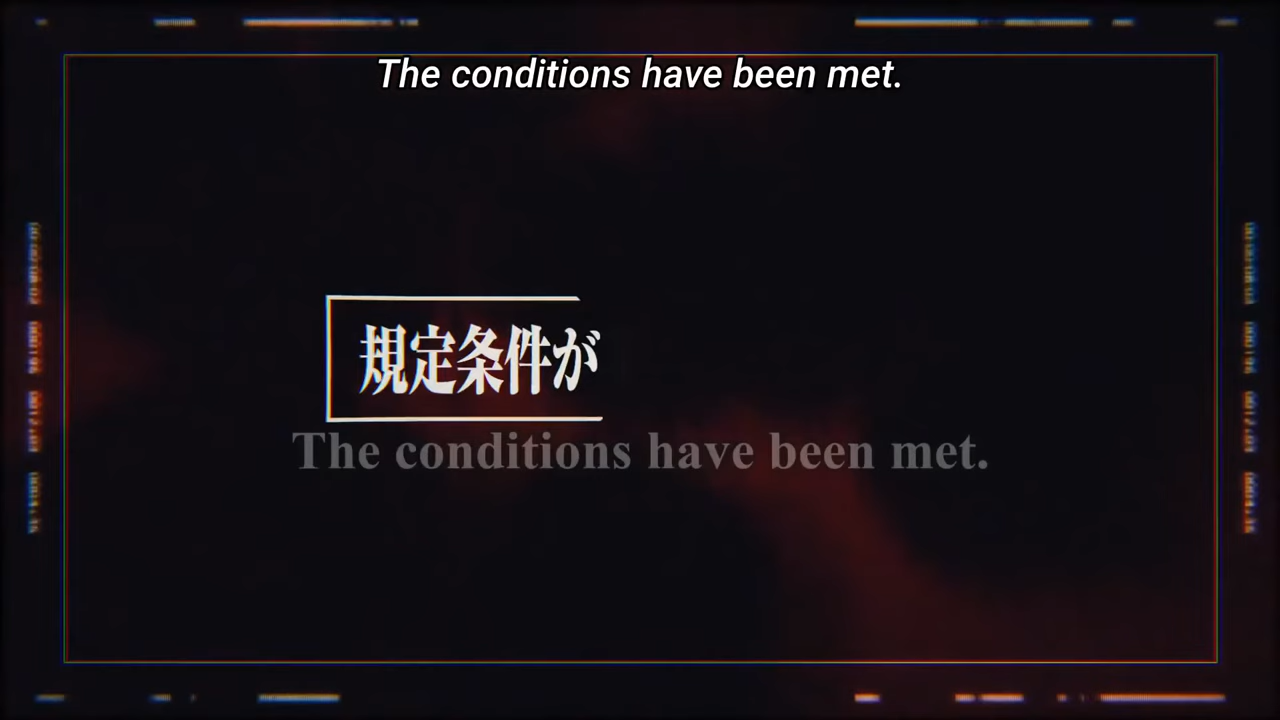 The conditions have been met.
規定条件が
The conditions have been met.